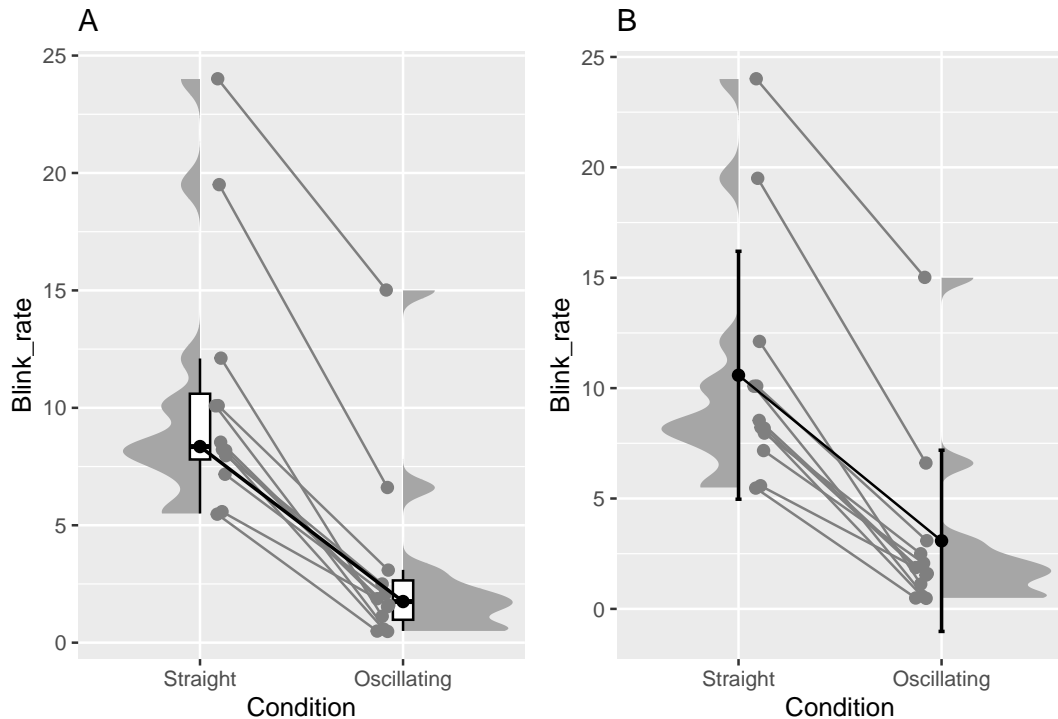 A
Blink_rate
25
20
15
10
5
0
Straight
Oscillating
Condition
B
Blink_rate
25
20
15
10
5
0
Straight
Oscillating
Condition